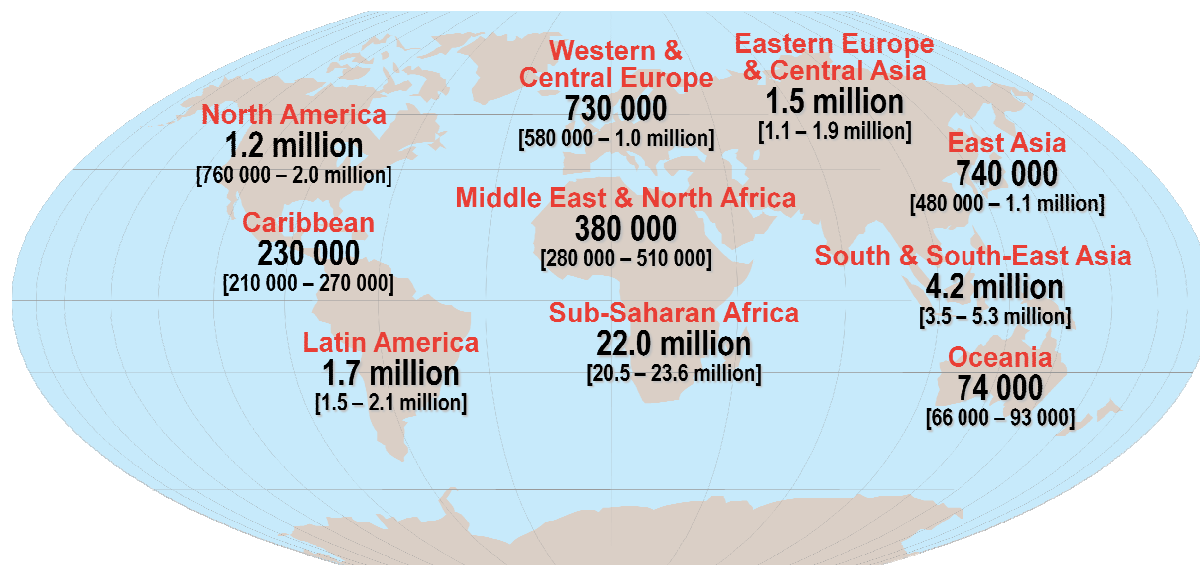 Western &
Central Europe
730 000
[580 000 – 1.0 million]
Eastern Europe
& Central Asia
1.5 million
[1.1 – 1.9 million]
North America
1.2 million
[760 000 – 2.0 million]
East Asia
740 000
[480 000 – 1.1 million]
Middle East & North Africa
380 000
[280 000 – 510 000]
Caribbean
230 000
[210 000 – 270 000]
South & South-East Asia
4.2 million
[3.5 – 5.3 million]
Sub-Saharan Africa
22.0 million
[20.5 – 23.6 million]
Latin America
1.7 million
[1.5 – 2.1 million]
Oceania
74 000
[66 000 – 93 000]